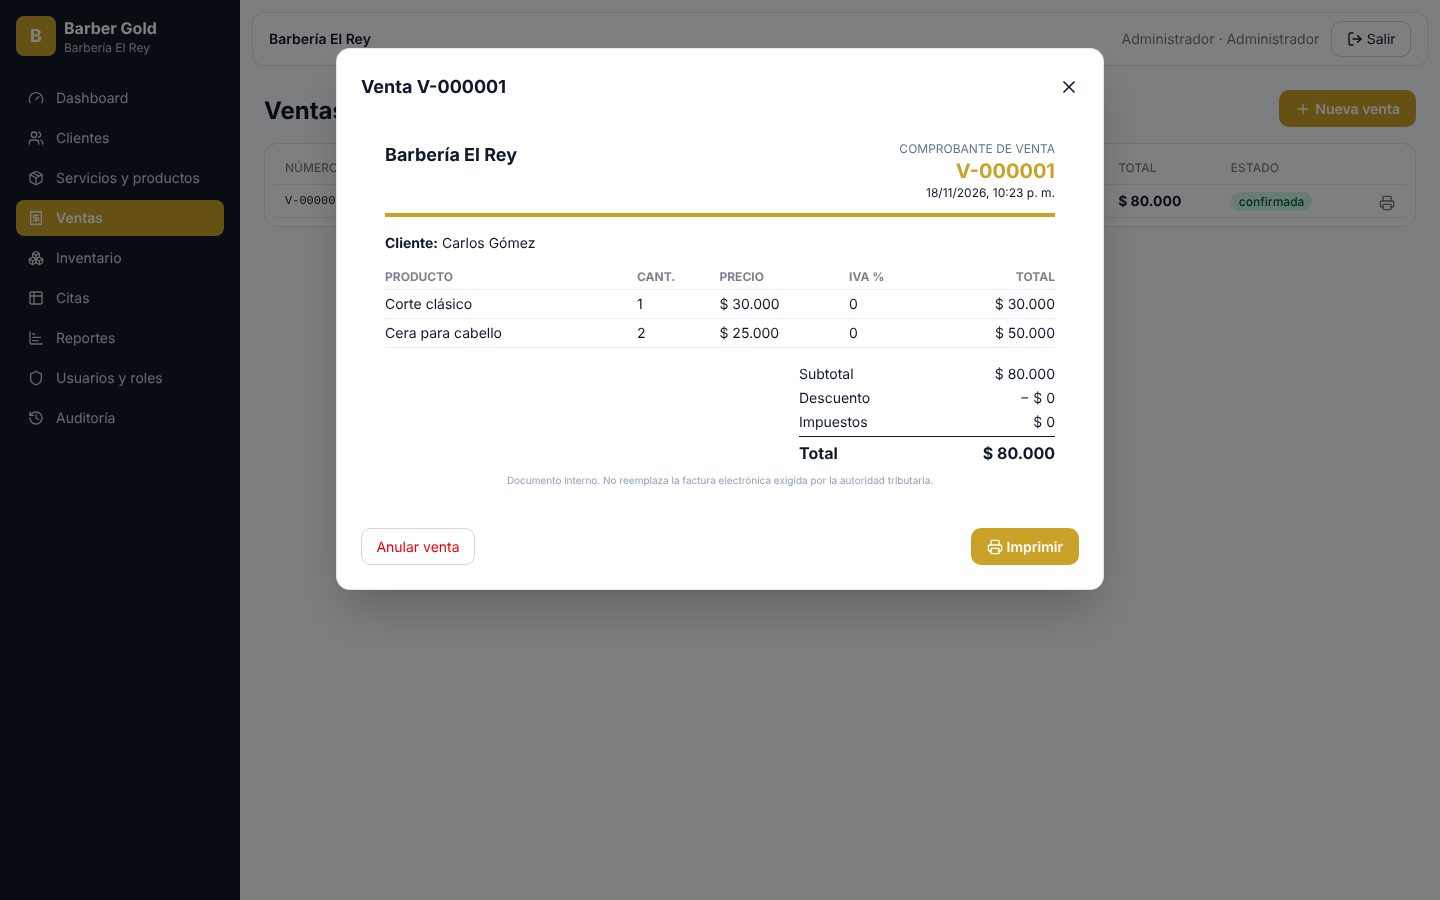 B
Barber Gold
Barbería El Rey
Dashboard
Clientes
Servicios y productos
Ventas
Inventario
Citas
Reportes
Usuarios y roles
Auditoría
Barbería El Rey
Administrador · Administrador
Salir
Ventas
+ Nueva venta
NÚMERO
TOTAL
ESTADO
V-00000
$ 80.000
confirmada
Venta V-000001
Barbería El Rey
COMPROBANTE DE VENTA
V-000001
18/11/2026, 10:23 p. m.
Cliente: Carlos Gómez
PRODUCTO CANT. PRECIO IVA % TOTAL
Corte clásico 1 $ 30.000 0 $ 30.000
Cera para cabello 2 $ 25.000 0 $ 50.000
Subtotal $ 80.000
Descuento − $ 0
Impuestos $ 0
Total $ 80.000
Documento interno. No reemplaza la factura electrónica exigida por la autoridad tributaria.
Anular venta
Imprimir